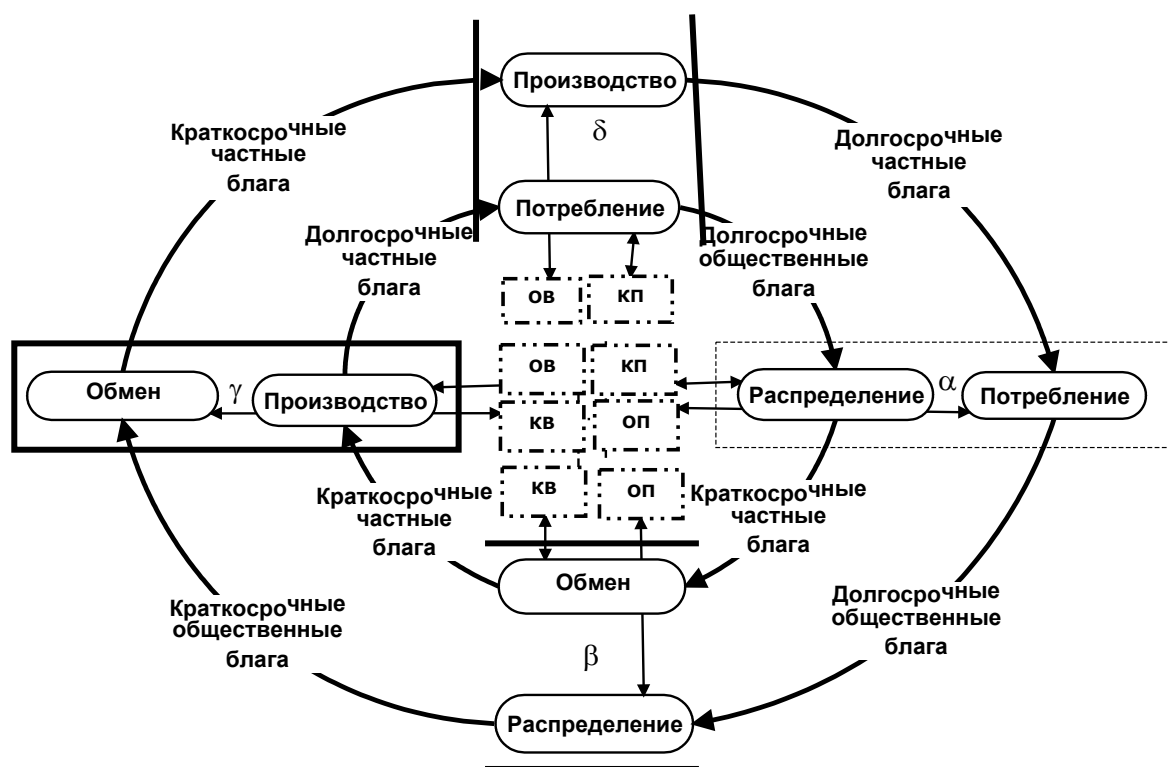 Производство
δ
Краткосрочные
частные
блага
Долгосрочные
частные
блага
Потребление
Долгосрочные
частные
блага
Долгосрочные
общественные
блага
ОВ
КП
ОВ
КП
Обмен
γ
Производство
Распределение
α
Потребление
КВ
ОП
КВ
ОП
Краткосрочные
частные
блага
Краткосрочные
частные
блага
Обмен
Краткосрочные
общественные
блага
Долгосрочные
общественные
блага
β
Распределение